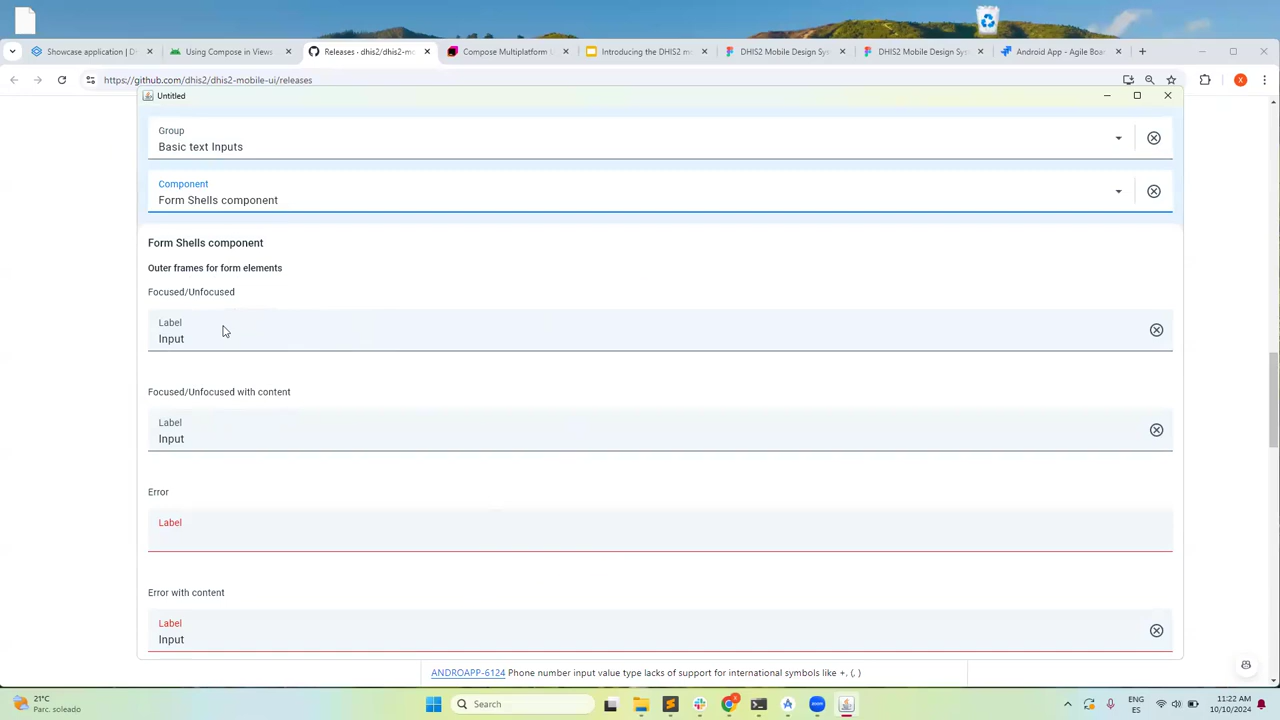 Showcase application | D
Using Compose in Views
Releases · dhis2/dhis2-mo
Compose Multiplatform
Introducing the DHIS2 m
DHIS2 Mobile Design Sy
DHIS2 Mobile Design Sy
Android App - Agile Boa
https://github.com/dhis2/dhis2-mobile-ui/releases
X
Untitled
Group
Basic text Inputs
Component
Form Shells component
Form Shells component
Outer frames for form elements
Focused/Unfocused
Label
Input
Focused/Unfocused with content
Label
Input
Error
Label
Error with content
Label
Input
ANDROAPP-6124 Phone number input value type lacks of support for international symbols like +, (, )
21°C
Parc. soleado
Search
zoom
ENG
ES
11:22 AM
10/10/2024